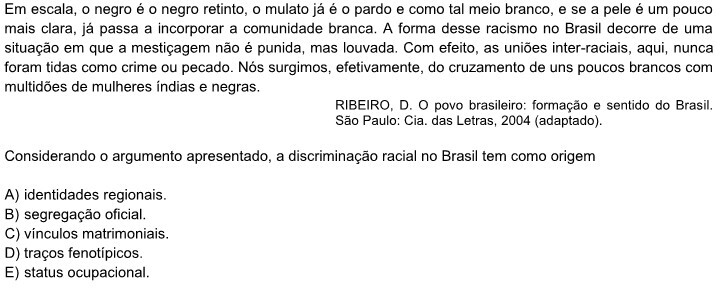 Em escala, o negro é o negro retinto, o mulato já é o pardo e como tal meio branco, e se a pele é um pouco
mais clara, já passa a incorporar a comunidade branca. A forma desse racismo no Brasil decorre de uma
situação em que a mestiçagem não é punida, mas louvada. Com efeito, as uniões inter-raciais, aqui, nunca
foram tidas como crime ou pecado. Nós surgimos, efetivamente, do cruzamento de uns poucos brancos com
multidões de mulheres índias e negras.
RIBEIRO, D. O povo brasileiro: formação e sentido do Brasil.
São Paulo: Cia. das Letras, 2004 (adaptado).
Considerando o argumento apresentado, a discriminação racial no Brasil tem como origem
A) identidades regionais.
B) segregação oficial.
C) vínculos matrimoniais.
D) traços fenotípicos.
E) status ocupacional.